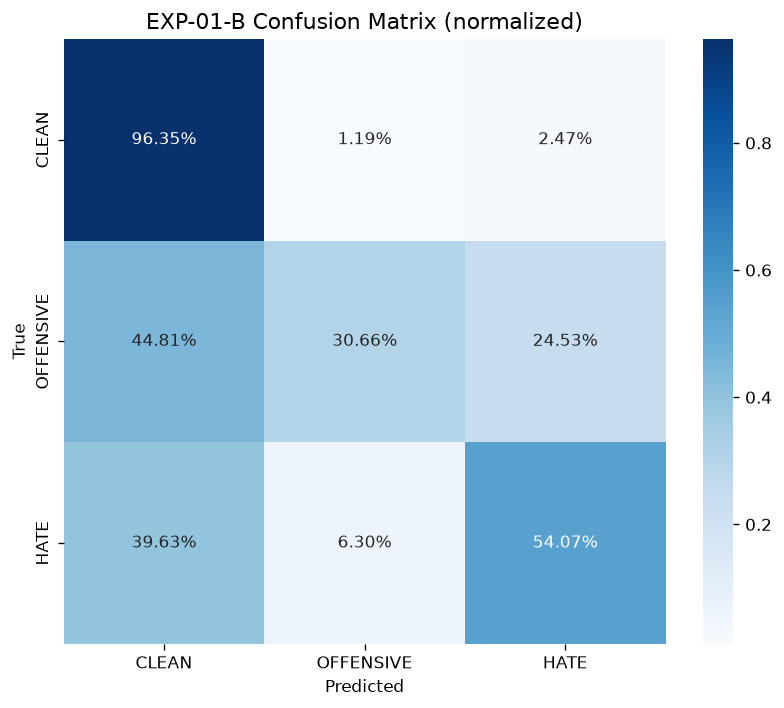 EXP-01-B Confusion Matrix (normalized)
CLEAN
96.35%
1.19%
2.47%
0.8
True
OFFENSIVE
44.81%
30.66%
24.53%
0.6
0.4
HATE
39.63%
6.30%
54.07%
0.2
CLEAN
OFFENSIVE
HATE
Predicted